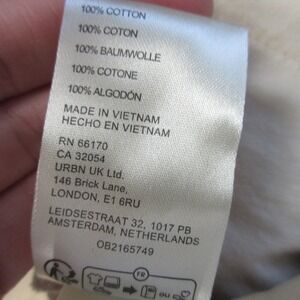 100% COTTON
100% COTON
100% BAUMWOLLE
100% COTONE
100% ALGODÓN
MADE IN VIETNAM
HECHO EN VIETNAM
RN 66170
CA 32054
URBN UK Ltd.
146 Brick Lane,
LONDON, E1 6RU
LEIDSESTRAAT 32, 1017 PB
AMSTERDAM, NETHERLANDS
OB2165749
FR